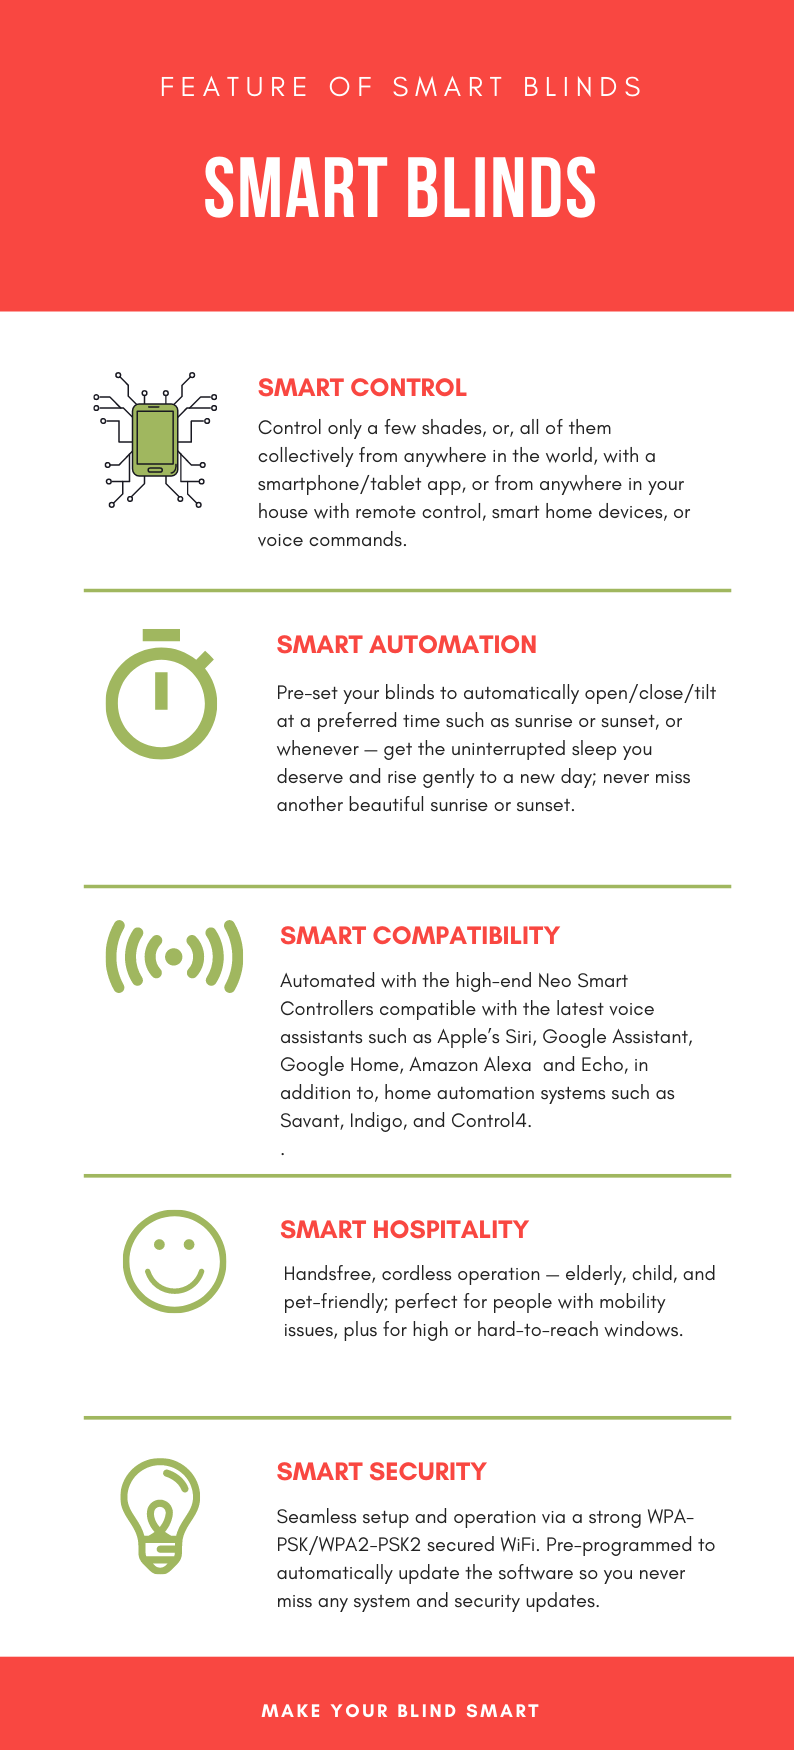 FEATURE OF SMART BLINDS
SMART BLINDS
SMART CONTROL
Control only a few shades, or, all of them
collectively from anywhere in the world, with a
smartphone/tablet app, or from anywhere in your
house with remote control, smart home devices, or
voice commands.
SMART AUTOMATION
Pre-set your blinds to automatically open/close/tilt
at a preferred time such as sunrise or sunset, or
whenever — get the uninterrupted sleep you
deserve and rise gently to a new day; never miss
another beautiful sunrise or sunset.
SMART COMPATIBILITY
Automated with the high-end Neo Smart
Controllers compatible with the latest voice
assistants such as Apple’s Siri, Google Assistant,
Google Home, Amazon Alexa  and Echo, in
addition to, home automation systems such as
Savant, Indigo, and Control4.
.
SMART HOSPITALITY
Handsfree, cordless operation — elderly, child, and
pet-friendly; perfect for people with mobility
issues, plus for high or hard-to-reach windows.
SMART SECURITY
Seamless setup and operation via a strong WPA-
PSK/WPA2-PSK2 secured WiFi. Pre-programmed to
automatically update the software so you never
miss any system and security updates.
MAKE YOUR BLIND SMART